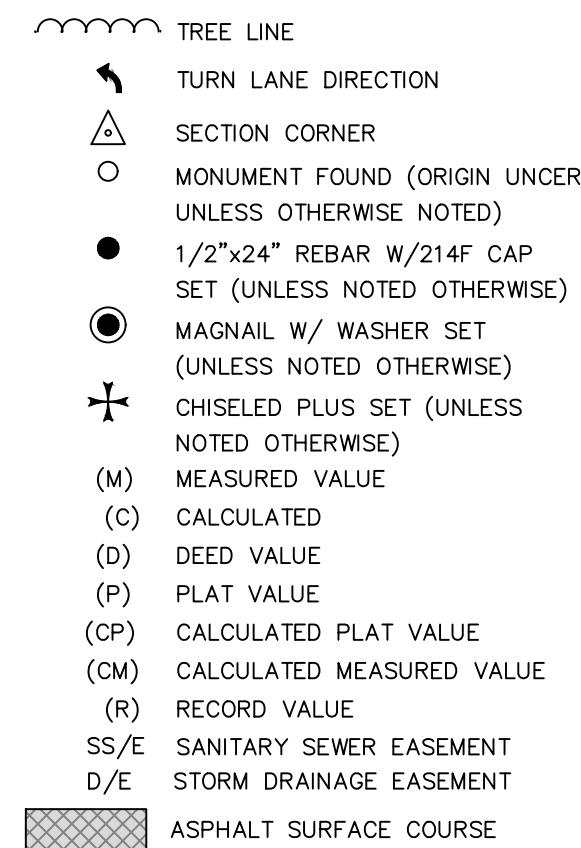 TREE LINE
TURN LANE DIRECTION
SECTION CORNER
MONUMENT FOUND (ORIGIN UNCER
UNLESS OTHERWISE NOTED)
1/2"x24" REBAR W/214F CAP
SET (UNLESS NOTED OTHERWISE)
MAGNAIL W/ WASHER SET
(UNLESS NOTED OTHERWISE)
CHISELED PLUS SET (UNLESS
NOTED OTHERWISE)
(M) MEASURED VALUE
(C) CALCULATED
(D) DEED VALUE
(P) PLAT VALUE
(CP) CALCULATED PLAT VALUE
(CM) CALCULATED MEASURED VALUE
(R) RECORD VALUE
SS/E SANITARY SEWER EASEMENT
D/E STORM DRAINAGE EASEMENT
ASPHALT SURFACE COURSE